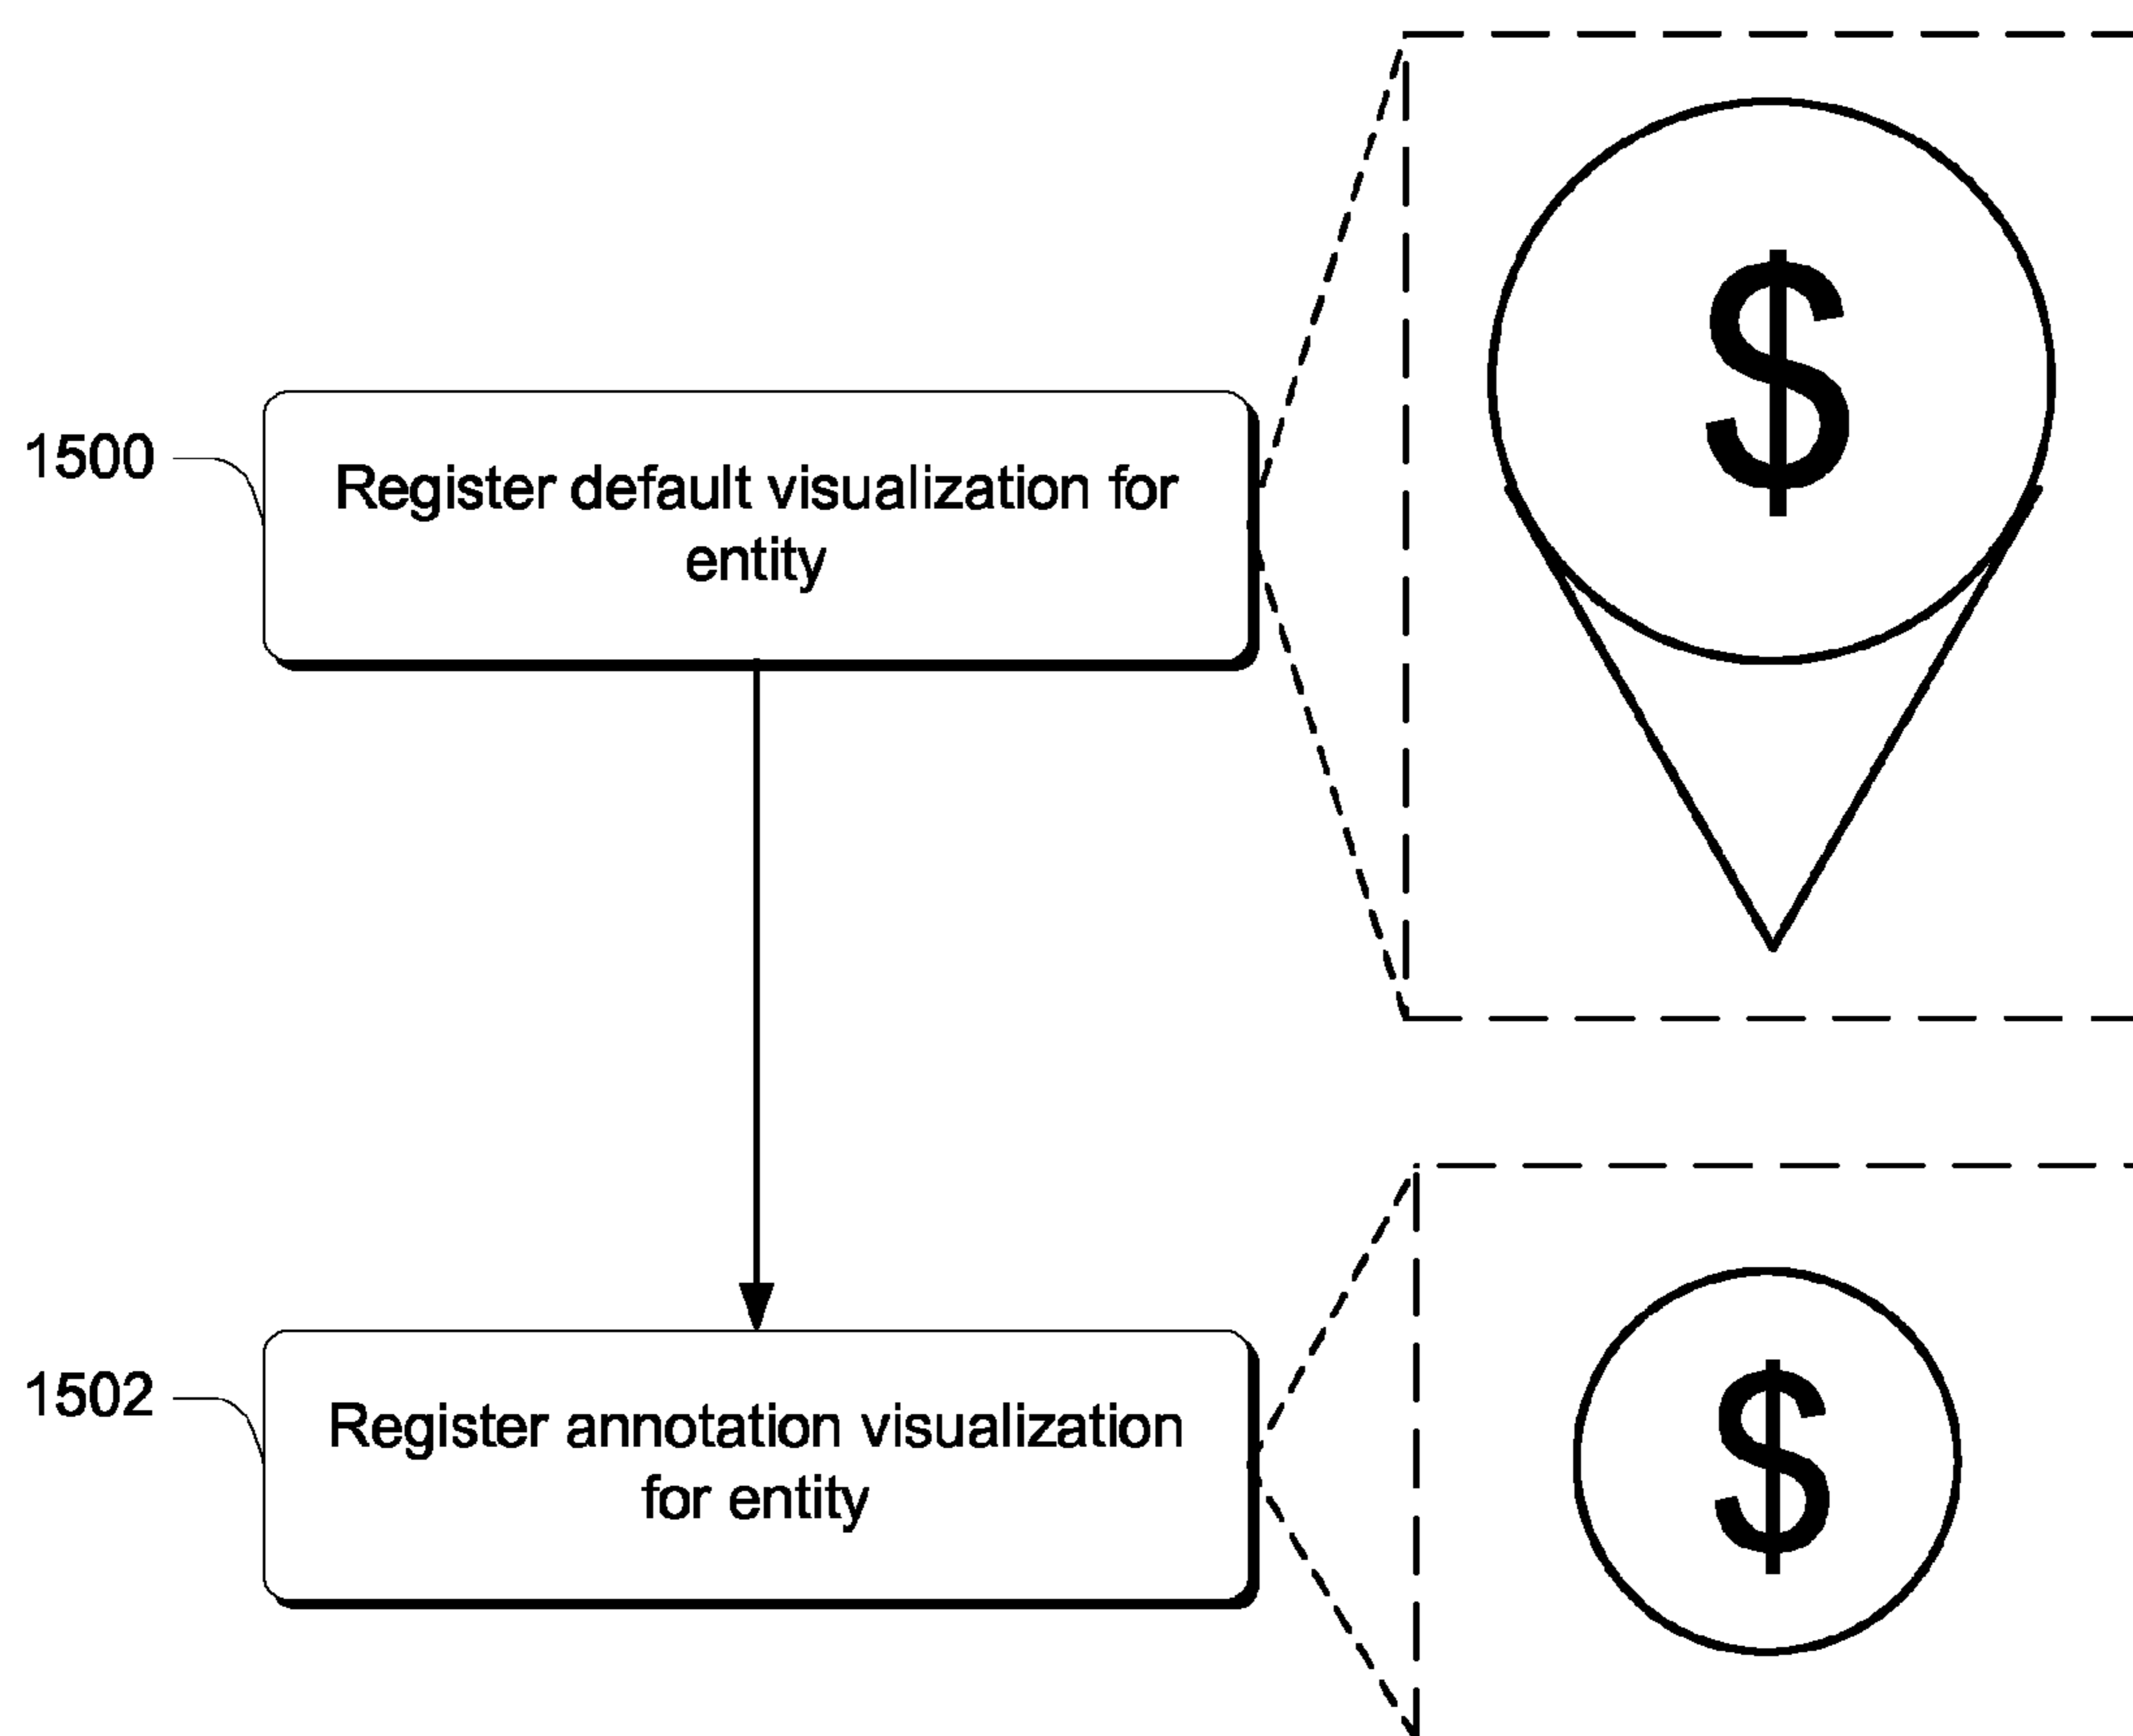 $
1500
Register default visualization for
entity
1502
Register annotation visualization
for entity
$